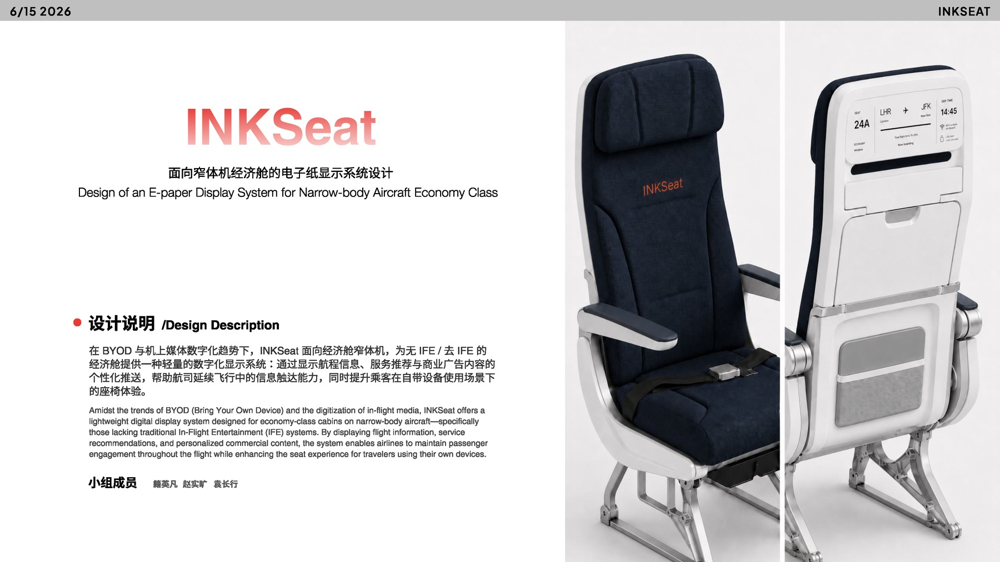 6/15 2026
INKSEAT
INKSeat
面向窄体机经济舱的电子纸显示系统设计
Design of an E-paper Display System for Narrow-body Aircraft Economy Class
设计说明 /Design Description
在 BYOD 与机上媒体数字化趋势下，INKSeat 面向经济舱窄体机，为无 IFE / 去 IFE 的
经济舱提供一种轻量的数字化显示系统：通过显示航程信息、服务推荐与商业广告内容的
个性化推送，帮助航司延续飞行中的信息触达能力，同时提升乘客在自带设备使用场景下
的座椅体验。
Amidst the trends of BYOD (Bring Your Own Device) and the digitization of in-flight media, INKSeat offers a
lightweight digital display system designed for economy-class cabins on narrow-body aircraft—specifically
those lacking traditional In-Flight Entertainment (IFE) systems. By displaying flight information, service
recommendations, and personalized commercial content, the system enables airlines to maintain passenger
engagement throughout the flight while enhancing the seat experience for travelers using their own devices.
小组成员 籍英凡 赵实旷 袁长行
INKSeat
SEAT
24A
ECONOMY
Window
LHR
London
JFK
New York
Total flight time 7h 25m
Now boarding
DEP TIME
14:45